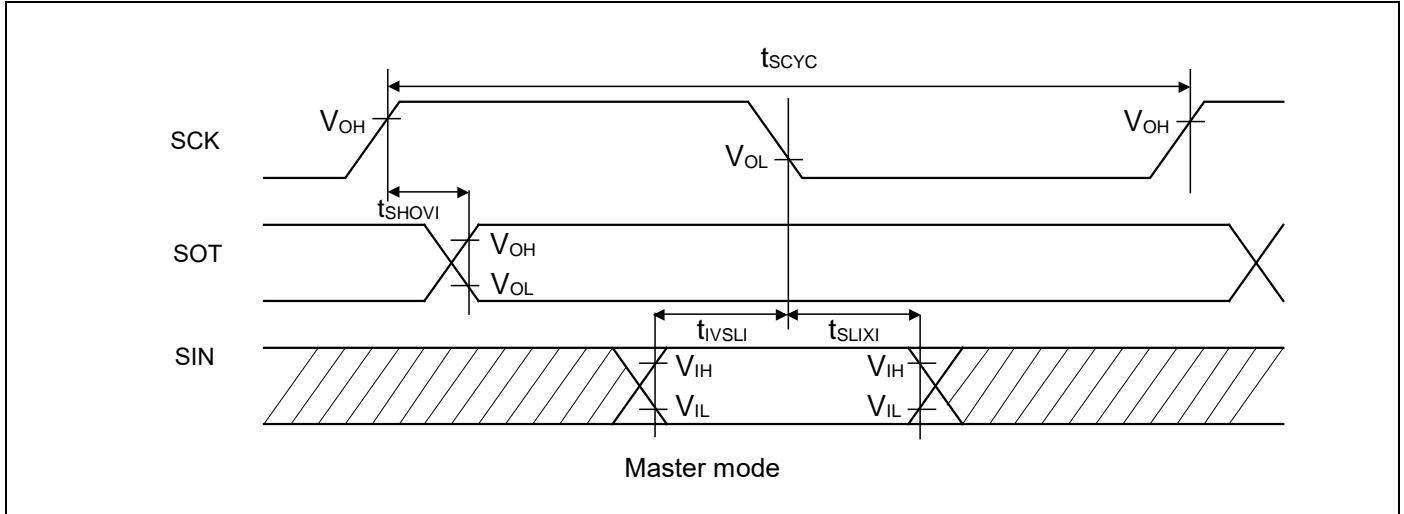 tSCYC
SCK
VOH
VOL
VOH
tSHOVI
SOT
VOH
VOL
tIVSLI
tSLIXI
SIN
VIH
VIL
VIH
VIL
Master mode